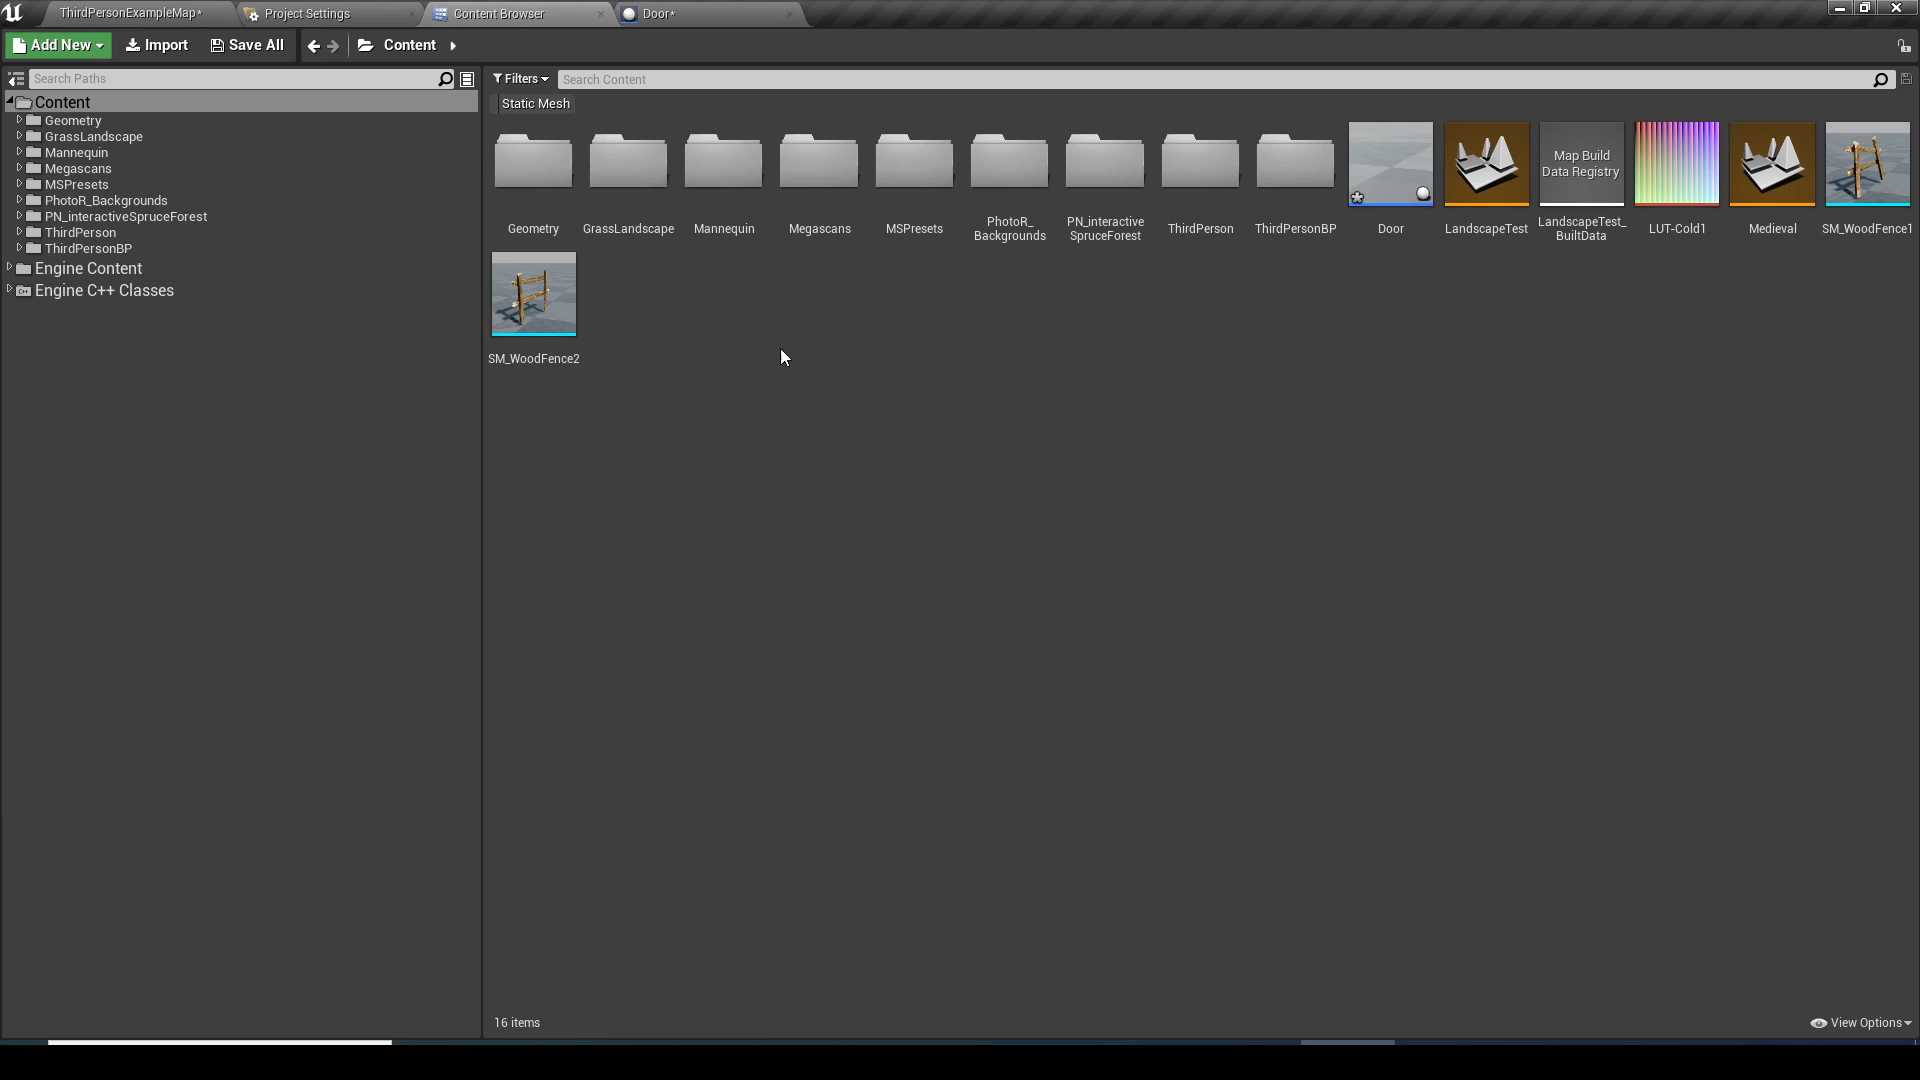 ThirdPersonExampleMap*
Project Settings
Content Browser
Door*
Add New
Import
Save All
Content
Search Paths
Filters
Search Content
Content
Geometry
GrassLandscape
Mannequin
Megascans
MSPresets
PhotoR_Backgrounds
PN_interactiveSpruceForest
ThirdPerson
ThirdPersonBP
Engine Content
Engine C++ Classes
Static Mesh
Map Build
Data Registry
Geometry
GrassLandscape
Mannequin
Megascans
MSPresets
PhotoR_
Backgrounds
PN_interactive
SpruceForest
ThirdPerson
ThirdPersonBP
Door
LandscapeTest
LandscapeTest_
BuiltData
LUT-Cold1
Medieval
SM_WoodFence1
SM_WoodFence2
16 items
View Options